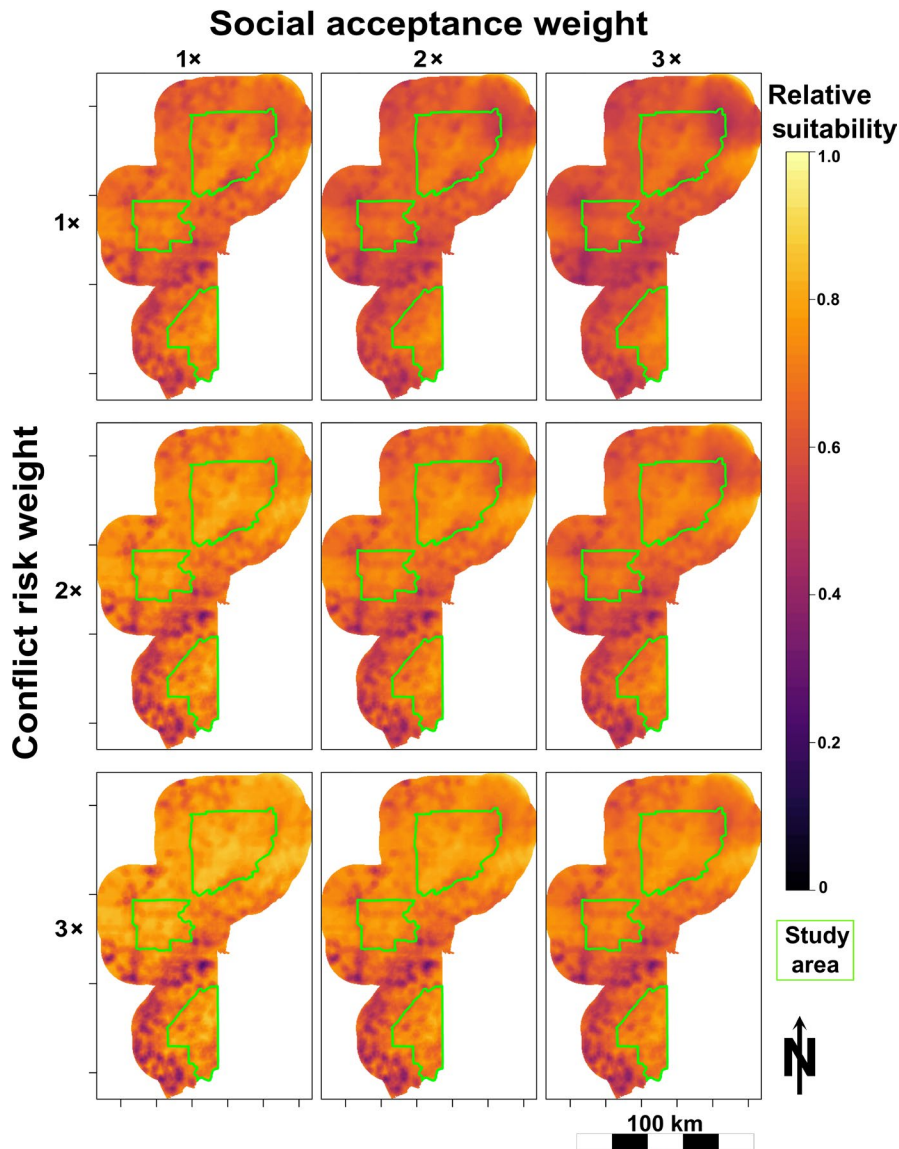 Social acceptance weight
1×
2×
3×
Relative
suitability
1.0
0.8
0.6
0.4
0.2
0
Conflict risk weight
1×
2×
3×
Study
area
N
100 km